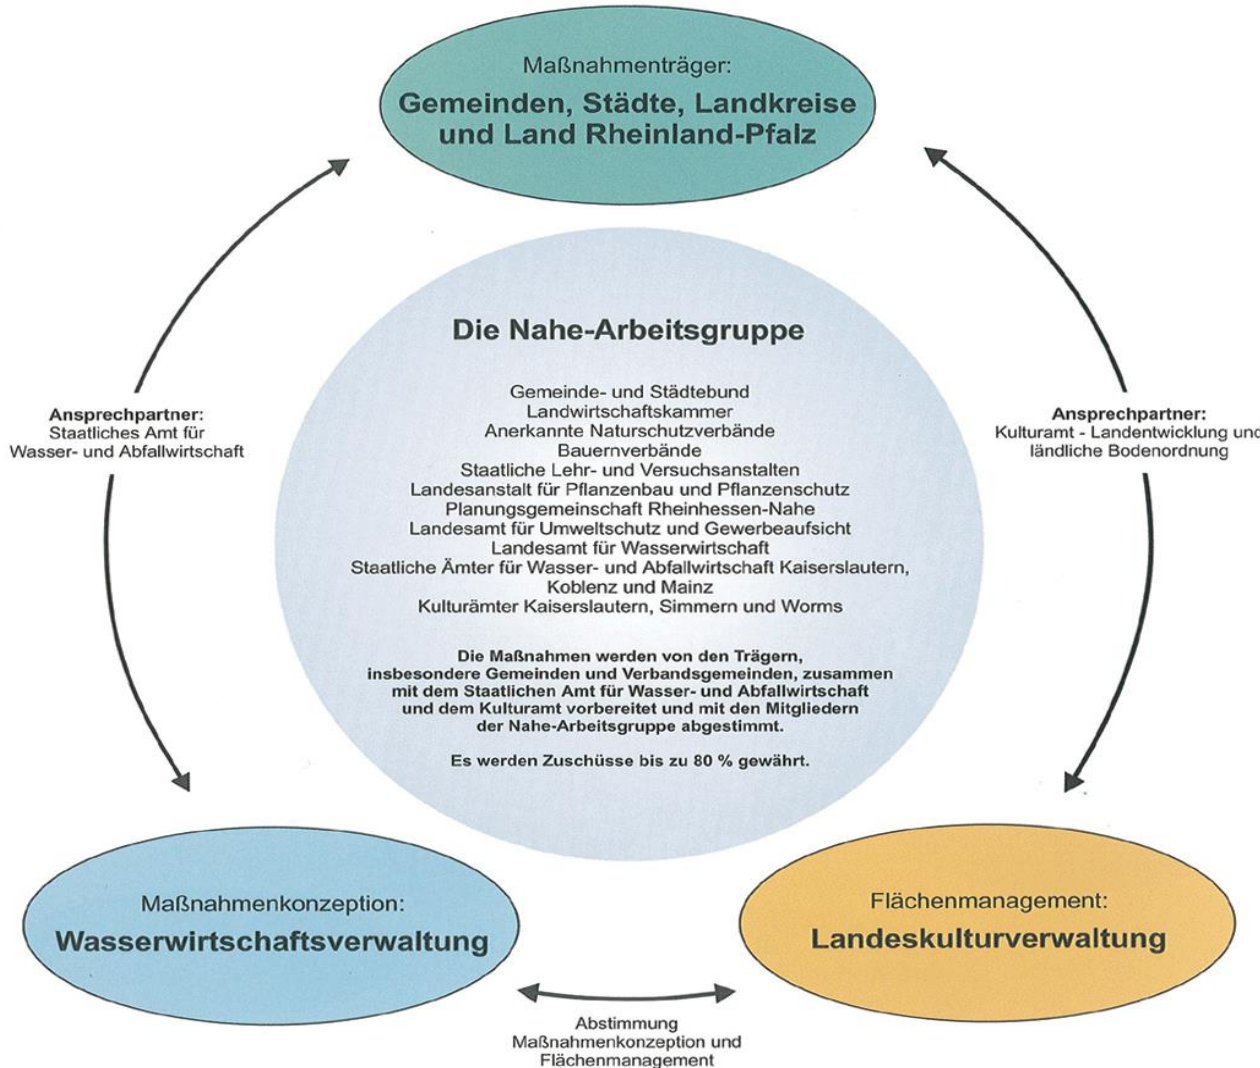 Maßnahmenträger:
Gemeinden, Städte, Landkreise
und Land Rheinland-Pfalz
Die Nahe-Arbeitsgruppe
Gemeinde- und Städtebund
Landwirtschaftskammer
Anerkannte Naturschutzverbände
Bauernverbände
Staatliche Lehr- und Versuchsanstalten
Landesanstalt für Pflanzenbau und Pflanzenschutz
Planungsgemeinschaft Rheinhessen-Nahe
Landesamt für Umweltschutz und Gewerbeaufsicht
Landesamt für Wasserwirtschaft
Staatliche Ämter für Wasser- und Abfallwirtschaft Kaiserslautern,
Koblenz und Mainz
Kulturämter Kaiserslautern, Simmern und Worms
Die Maßnahmen werden von den Trägern,
insbesondere Gemeinden und Verbandsgemeinden, zusammen
mit dem Staatlichen Amt für Wasser- und Abfallwirtschaft
und dem Kulturamt vorbereitet und mit den Mitgliedern
der Nahe-Arbeitsgruppe abgestimmt.
Es werden Zuschüsse bis zu 80 % gewährt.
Ansprechpartner:
Staatliches Amt für
Wasser- und Abfallwirtschaft
Ansprechpartner:
Kulturamt - Landentwicklung und
ländliche Bodenordnung
Maßnahmenkonzeption:
Wasserwirtschaftsverwaltung
Flächenmanagement:
Landeskulturverwaltung
Abstimmung
Maßnahmenkonzeption und
Flächenmanagement